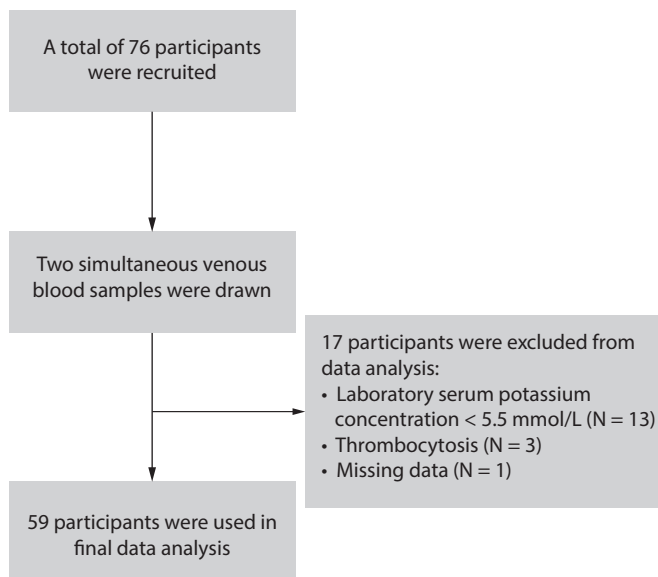 A total of 76 participants
were recruited
Two simultaneous venous
blood samples were drawn
17 participants were excluded from
data analysis:
• Laboratory serum potassium
concentration < 5.5 mmol/L (N = 13)
• Thrombocytosis (N = 3)
• Missing data (N = 1)
59 participants were used in
final data analysis